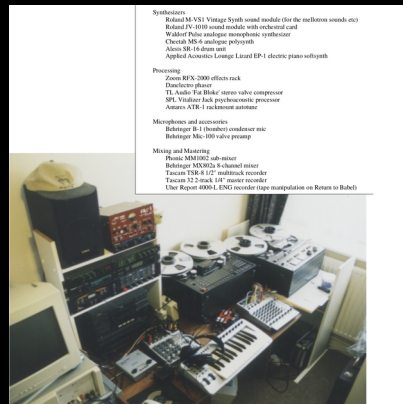 Synthesizers
Roland M-VS1 Vintage Synth sound module (for the mellotron sounds etc)
Roland JV-1010 sound module with orchestral card
Waldorf Pulse analogue monophonic synthesizer
Cheetah MS-6 analogue polysynth
Alesis SR-16 drum unit
Applied Acoustics Lounge Lizard EP-1 electric piano softsynth
Processing
Zoom RFX-2000 effects rack
Danelectro phaser
TL Audio 'Fat Bloke' stereo valve compressor
SPL Vitalizer Jack psychoacoustic processor
Antares ATR-1 rackmount autotune
Microphones and accessories
Behringer B-1 (bomber) condenser mic
Behringer Mic-100 valve preamp
Mixing and Mastering
Phonic MM1002 sub-mixer
Behringer MX802a 8-channel mixer
Tascam TSR-8 1/2" multitrack recorder
Tascam 32 2-track 1/4" master recorder
Uher Report 4000-L ENG recorder (tape manipulation on Return to Babel)